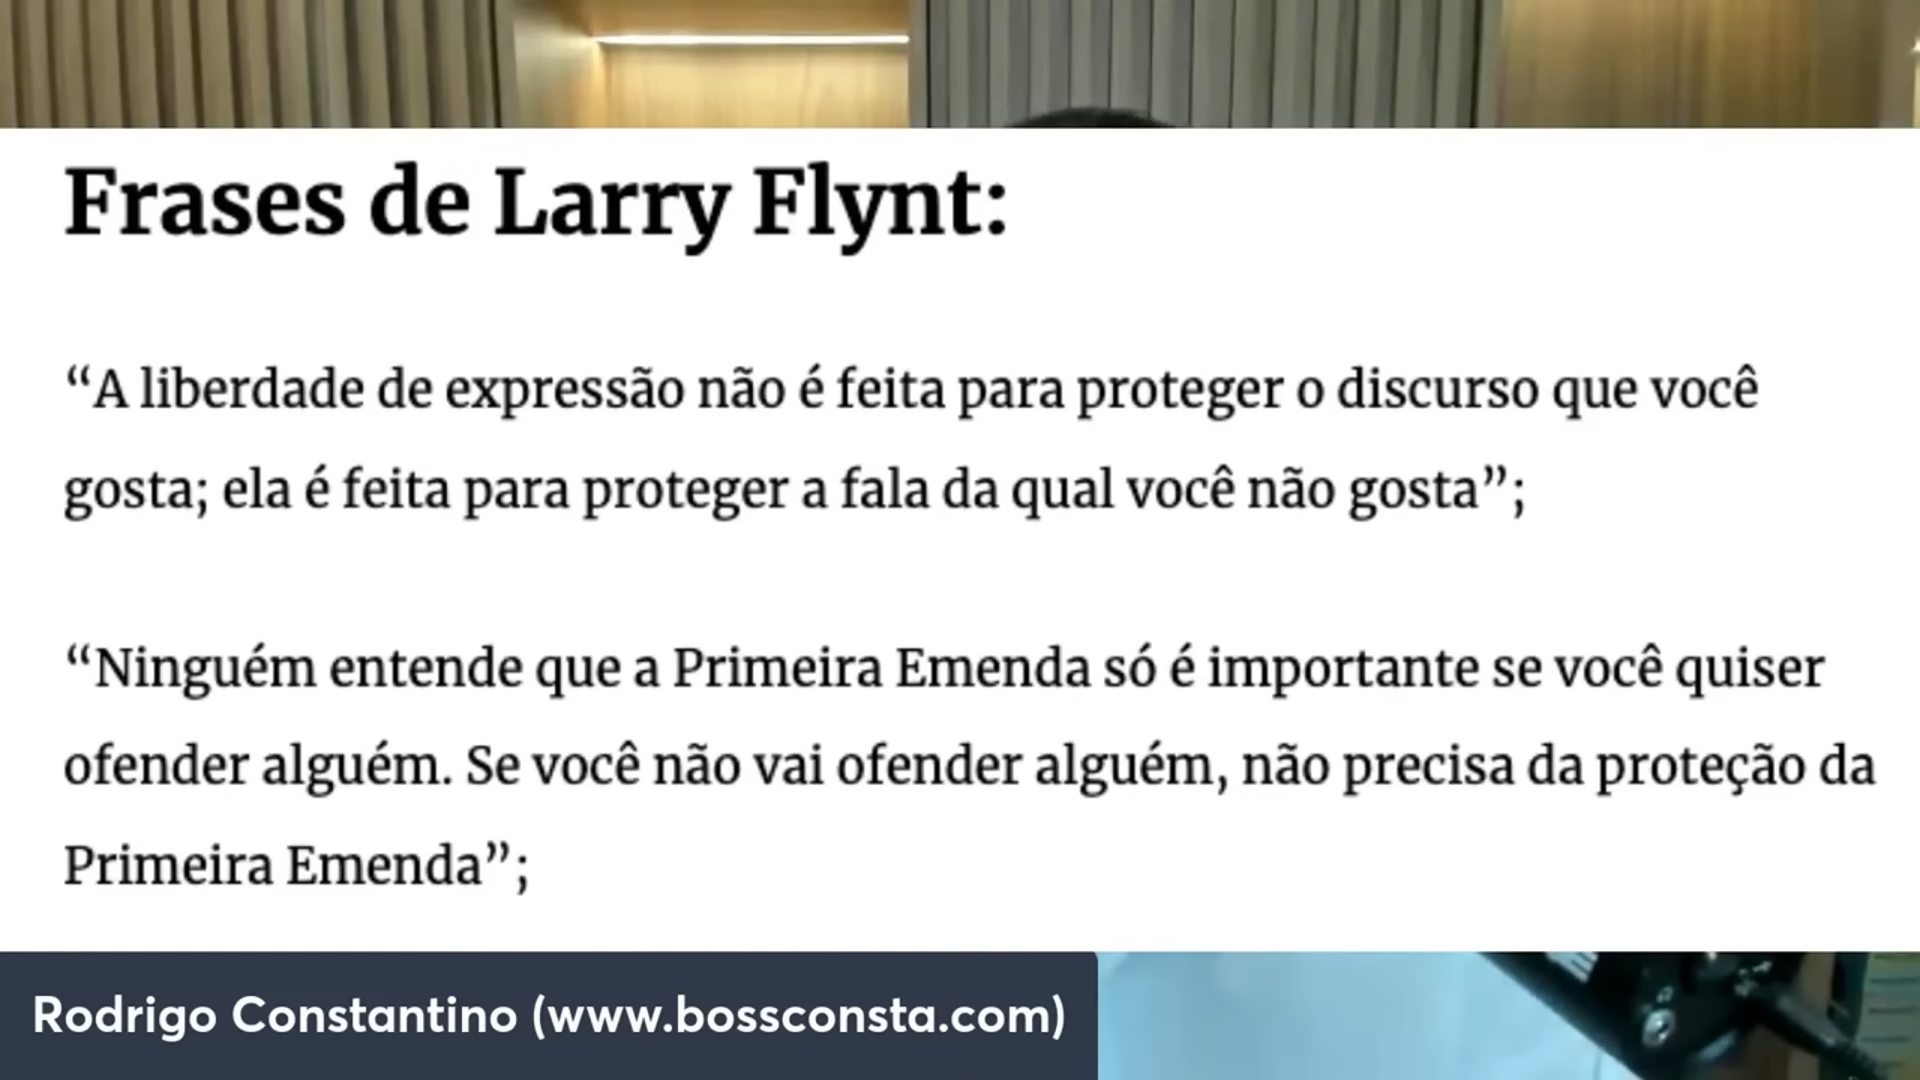 Frases de Larry Flynt:
“A liberdade de expressão não é feita para proteger o discurso que você
gosta; ela é feita para proteger a fala da qual você não gosta”;
“Ninguém entende que a Primeira Emenda só é importante se você quiser
ofender alguém. Se você não vai ofender alguém, não precisa da proteção da
Primeira Emenda”;
Rodrigo Constantino (www.bossconsta.com)